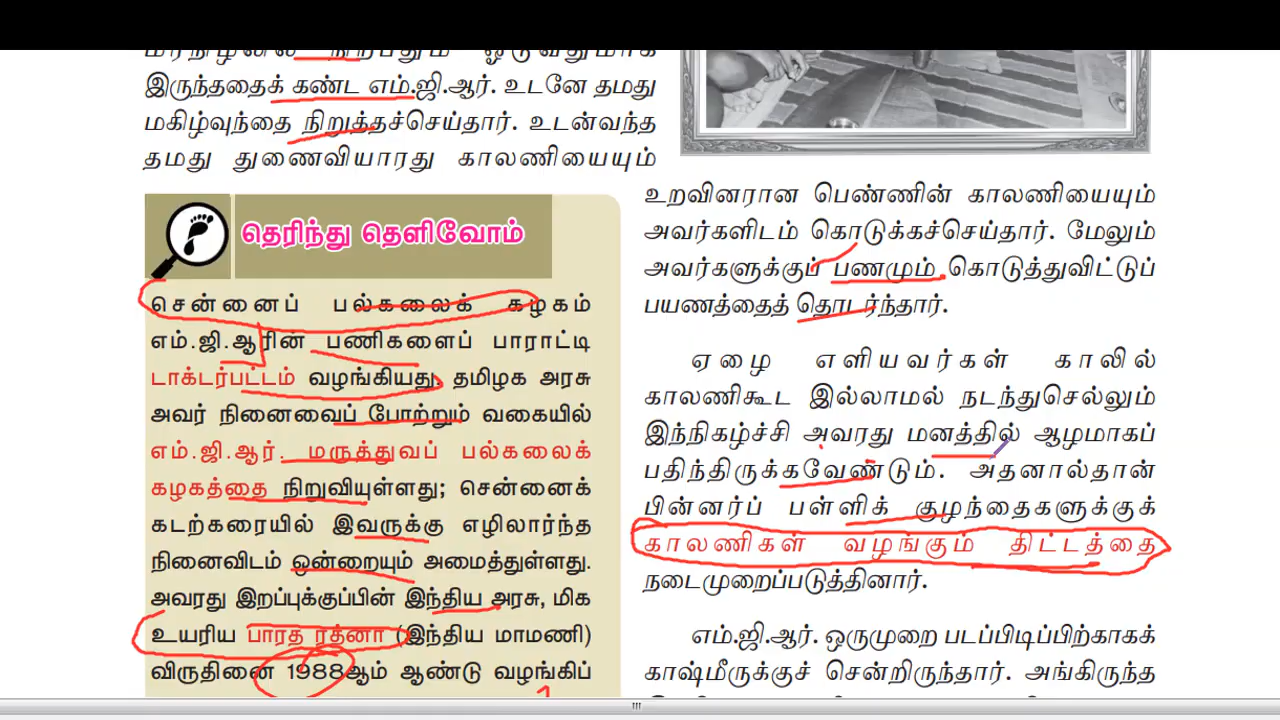 இருந்ததைக் கண்ட எம்.ஜி.ஆர். உடனே தமது
மகிழ்வுந்தை நிறுத்தச்செய்தார். உடன்வந்த
தமது துணைவியாரது காலணியையும்
தெரிந்து தெளிவோம்
சென்னைப் பல்கலைக் கழகம்
எம்.ஜி.ஆரின் பணிகளைப் பாராட்டி
டாக்டர்பட்டம் வழங்கியது. தமிழக அரசு
அவர் நினைவைப் போற்றும் வகையில்
எம்.ஜி.ஆர். மருத்துவப் பல்கலைக்
கழகத்தை நிறுவியுள்ளது; சென்னைக்
கடற்கரையில் இவருக்கு எழிலார்ந்த
நினைவிடம் ஒன்றையும் அமைத்துள்ளது.
அவரது இறப்புக்குப்பின் இந்திய அரசு, மிக
உயரிய பாரத ரத்னா (இந்திய மாமணி)
விருதினை 1988ஆம் ஆண்டு வழங்கிப்
உறவினரான பெண்ணின் காலணியையும்
அவர்களிடம் கொடுக்கச்செய்தார். மேலும்
அவர்களுக்குப் பணமும் கொடுத்துவிட்டுப்
பயணத்தைத் தொடர்ந்தார்.
ஏழை எளியவர்கள் காலில்
காலணிகூட இல்லாமல் நடந்துசெல்லும்
இந்நிகழ்ச்சி அவரது மனத்தில் ஆழமாகப்
பதிந்திருக்கவேண்டும். அதனால்தான்
பின்னர்ப் பள்ளிக் குழந்தைகளுக்குக்
காலணிகள் வழங்கும் திட்டத்தை
நடைமுறைப்படுத்தினார்.
எம்.ஜி.ஆர். ஒருமுறை படப்பிடிப்பிற்காகக்
காஷ்மீருக்குச் சென்றிருந்தார். அங்கிருந்த